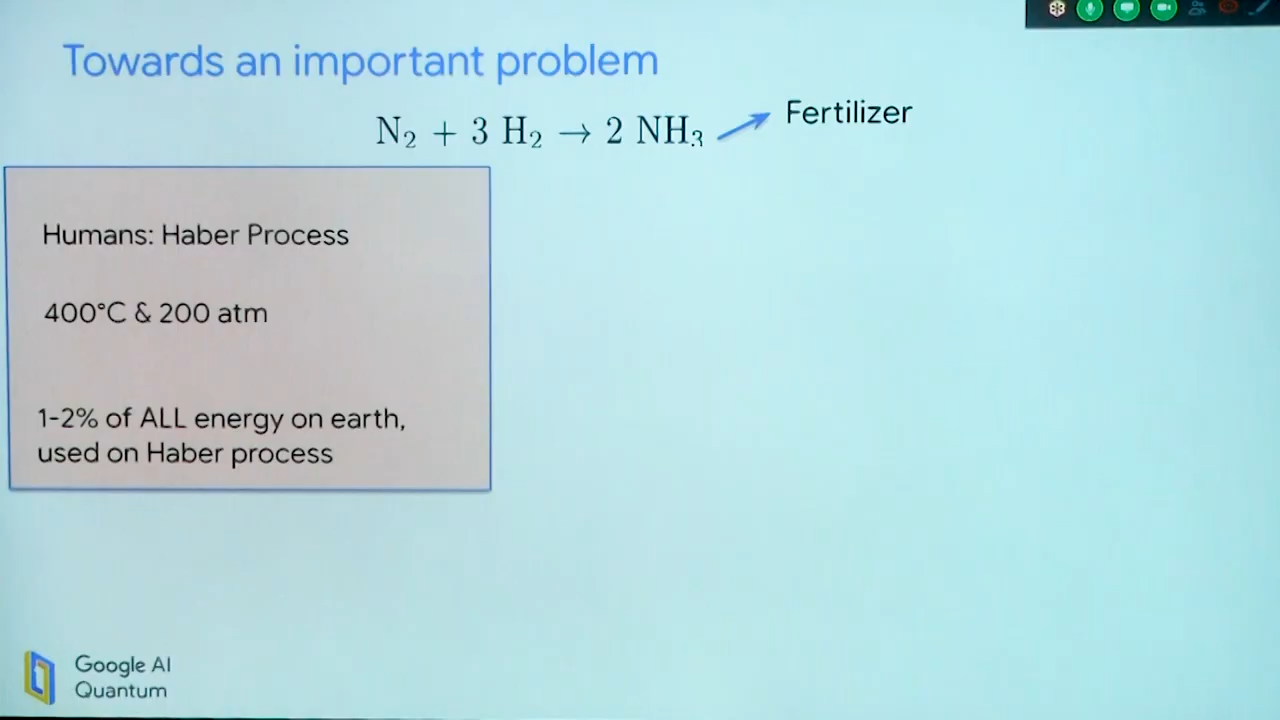 Towards an important problem
N₂ + 3 H₂ → 2 NH₃
Fertilizer
Humans: Haber Process
400°C & 200 atm
1-2% of ALL energy on earth,
used on Haber process
Google AI
Quantum